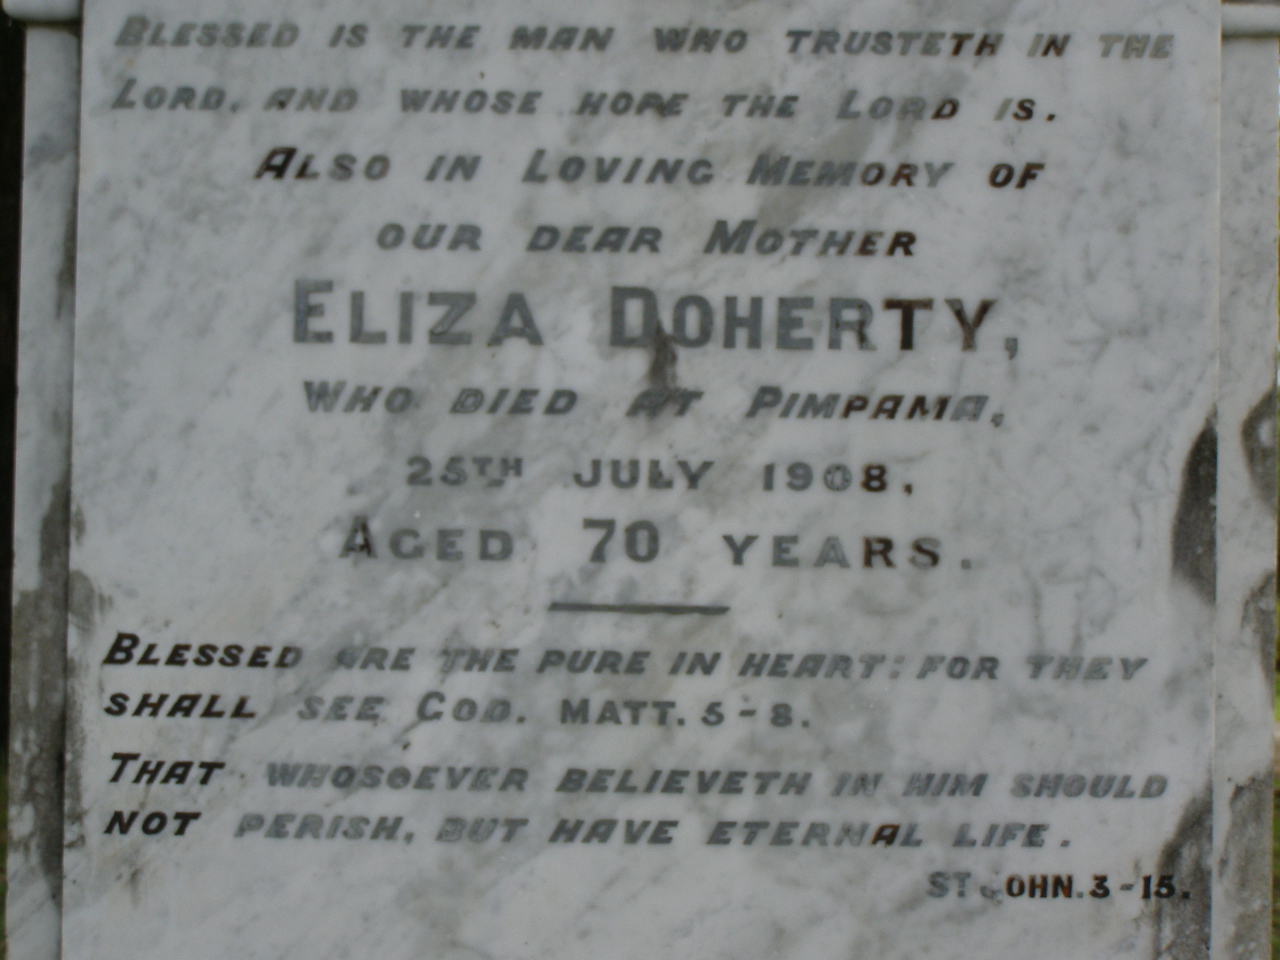 BLESSED IS THE MAN WHO TRUSTETH IN THE
LORD, AND WHOSE HOPE THE LORD IS.
ALSO IN LOVING MEMORY OF
OUR DEAR MOTHER
ELIZA DOHERTY,
WHO DIED AT PIMPAMA,
25TH JULY 1908,
AGED 70 YEARS.
BLESSED ARE THE PURE IN HEART: FOR THEY
SHALL SEE GOD. MATT. 5-8.
THAT WHOSOEVER BELIEVETH IN HIM SHOULD
NOT PERISH, BUT HAVE ETERNAL LIFE.
ST JOHN. 3-15.